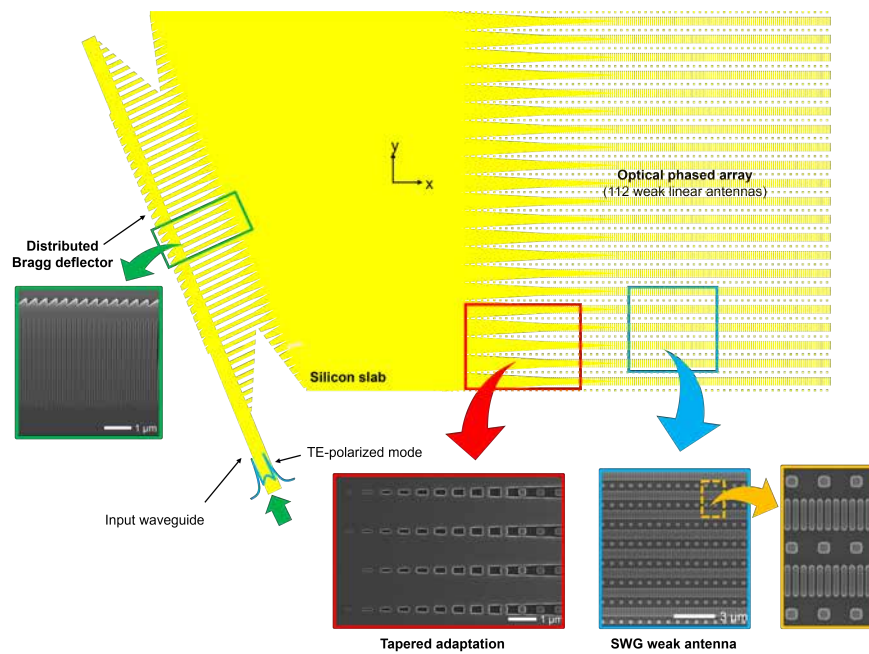 y
x
Optical phased array
(112 weak linear antennas)
Distributed
Bragg deflector
1 µm
Silicon slab
TE-polarized mode
Input waveguide
1 µm
3 µm
Tapered adaptation
SWG weak antenna